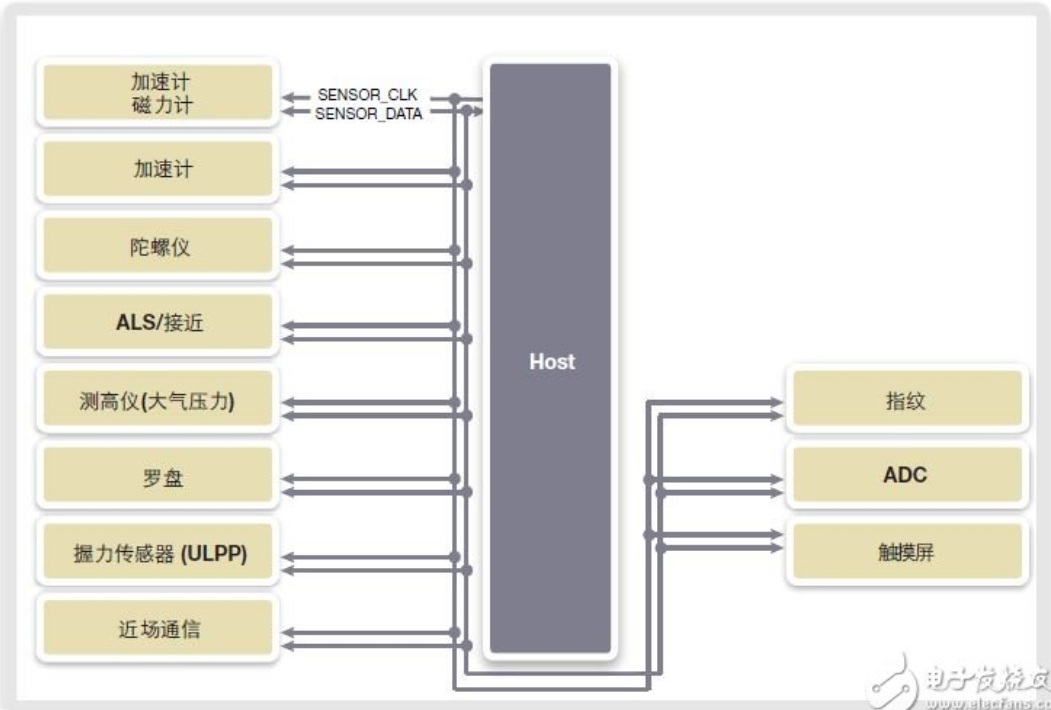 加速计
磁力计
SENSOR_CLK
SENSOR_DATA
加速计
陀螺仪
ALS/接近
测高仪(大气压力)
罗盘
握力传感器 (ULPP)
近场通信
Host
指纹
ADC
触摸屏
电子发烧友
www.elecfans.co